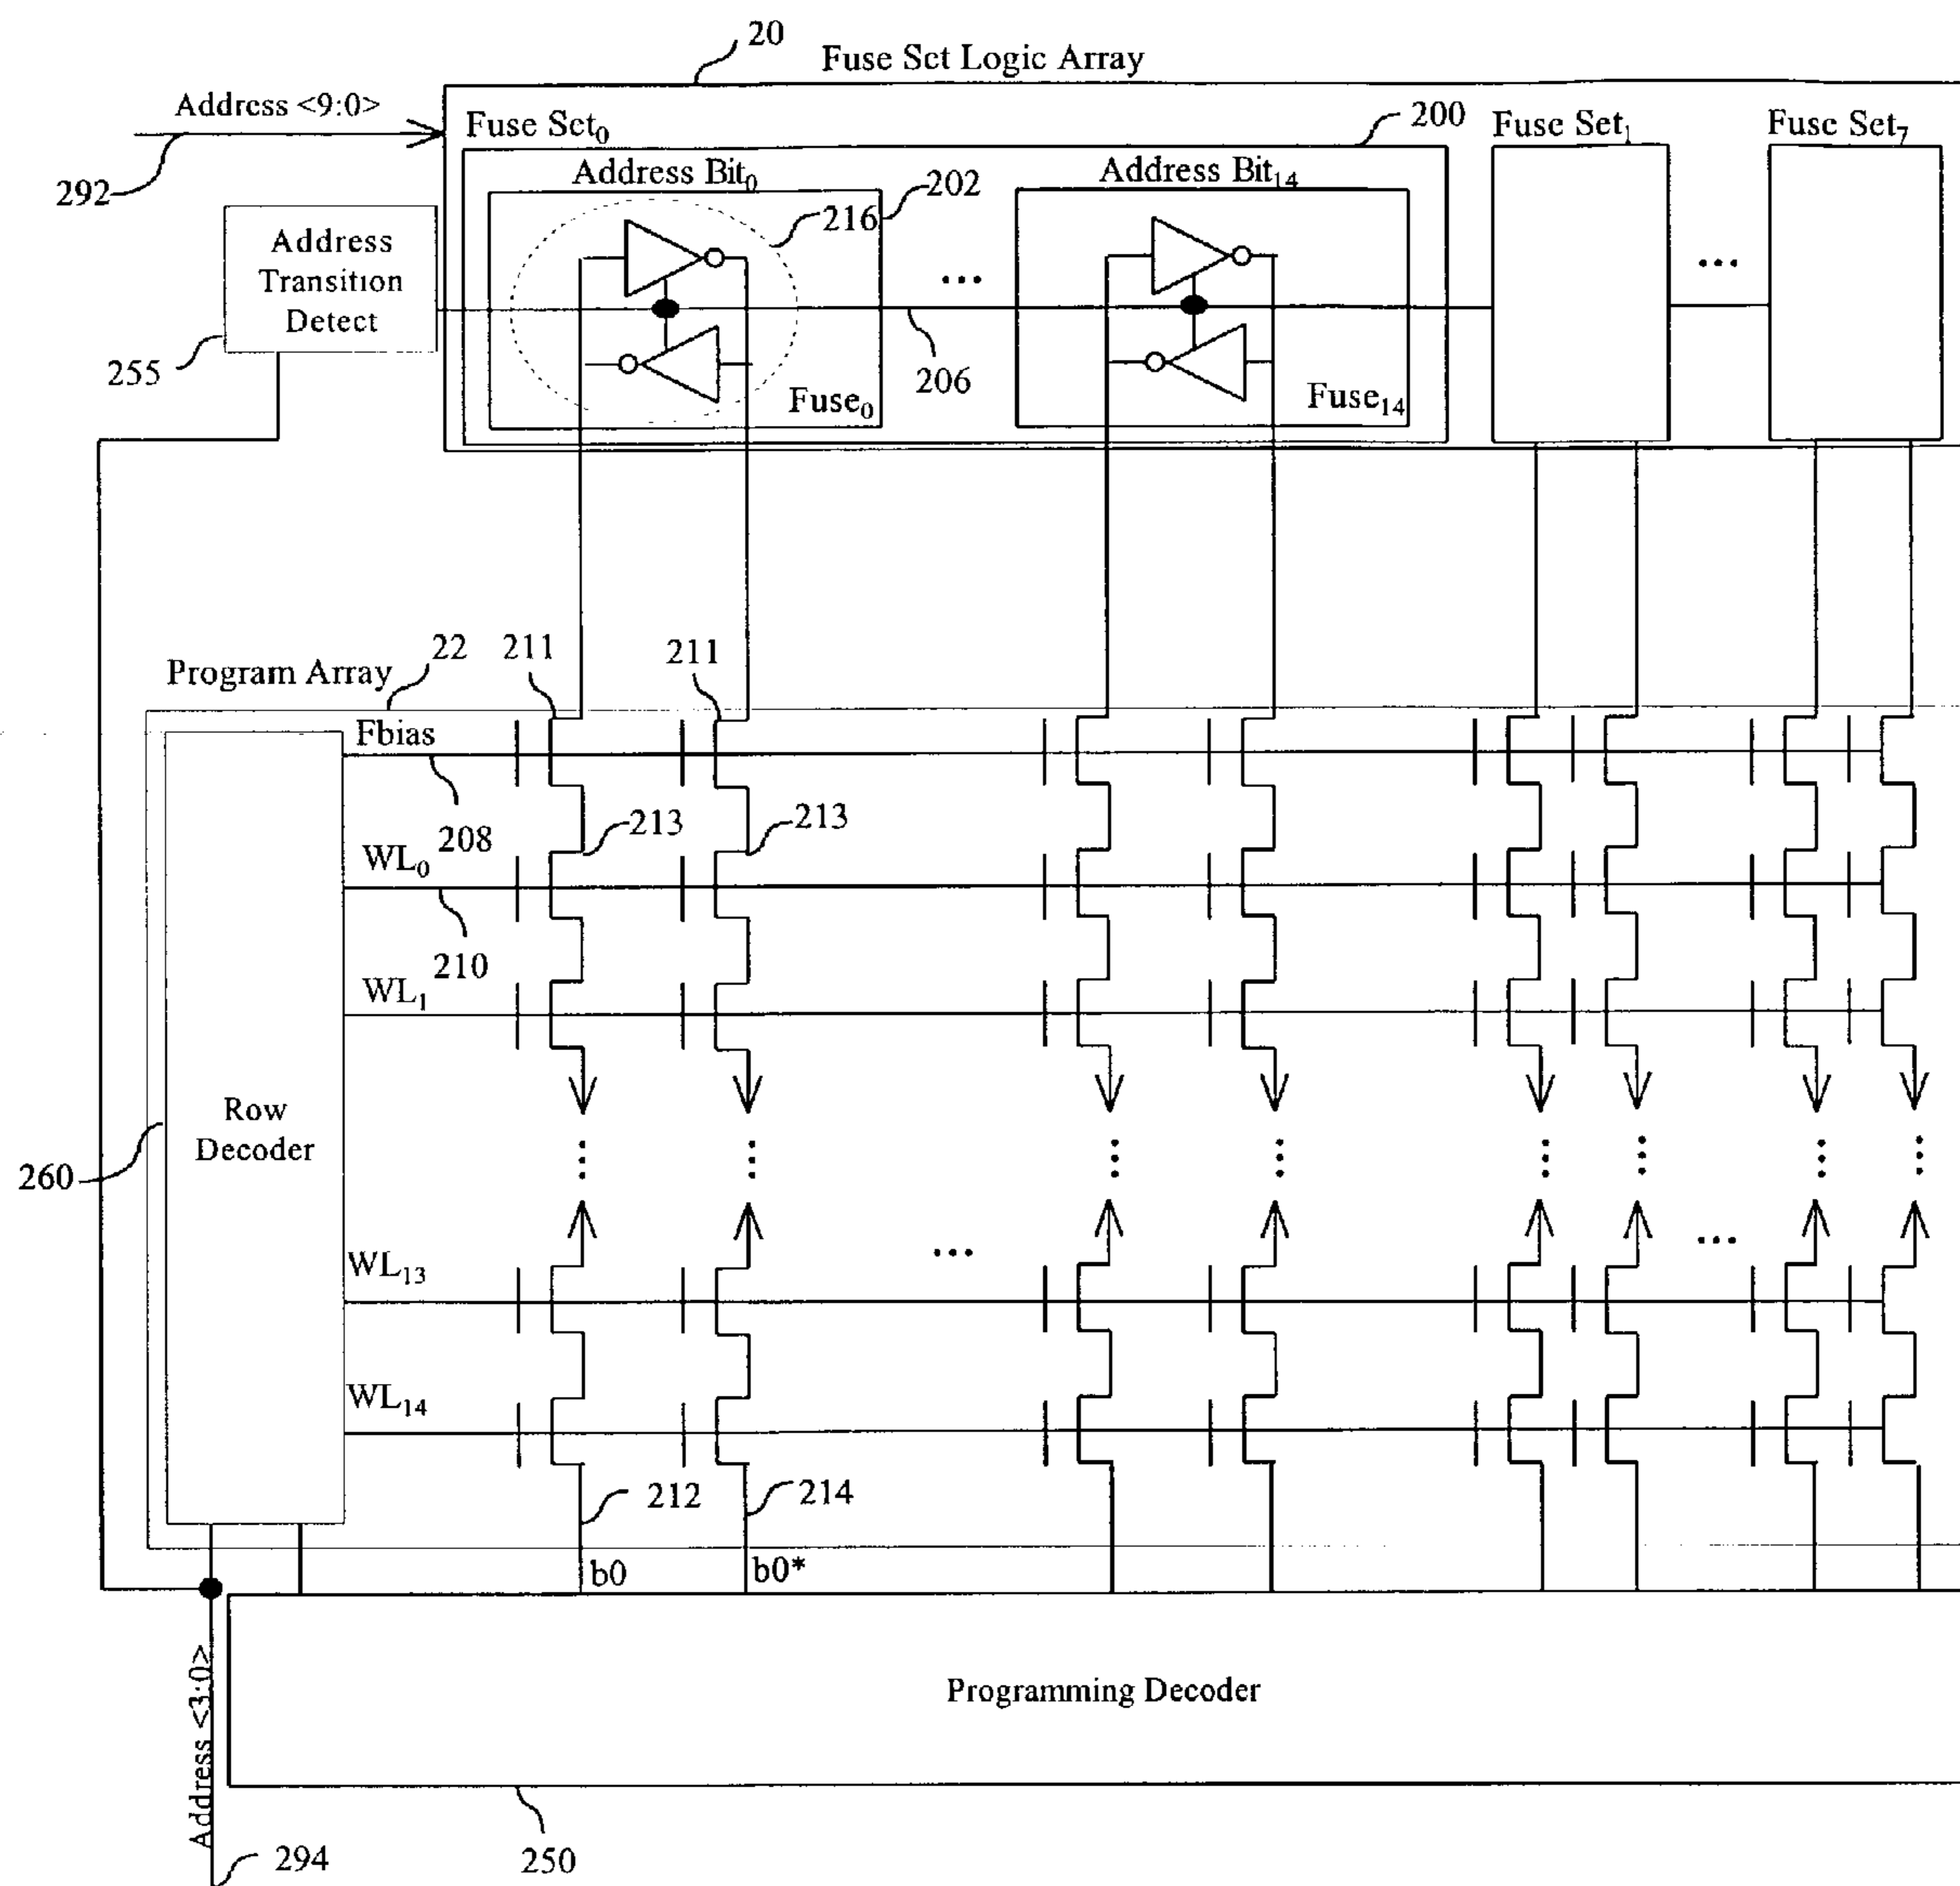 20
Fuse Set Logic Array
Address <9:0>
292
Fuse Set0
200
Fuse Set1
Fuse Set7
Address Bit0
202
Address Bit14
216
Address
Transition
Detect
255
...
...
206
Fuse0
Fuse14
Program Array
22
211
211
Fbias
208
213
213
WL0
210
WL1
Row
Decoder
260
WL13
...
...
WL14
212
214
b0
b0*
Address <3:0>
Programming Decoder
294
250